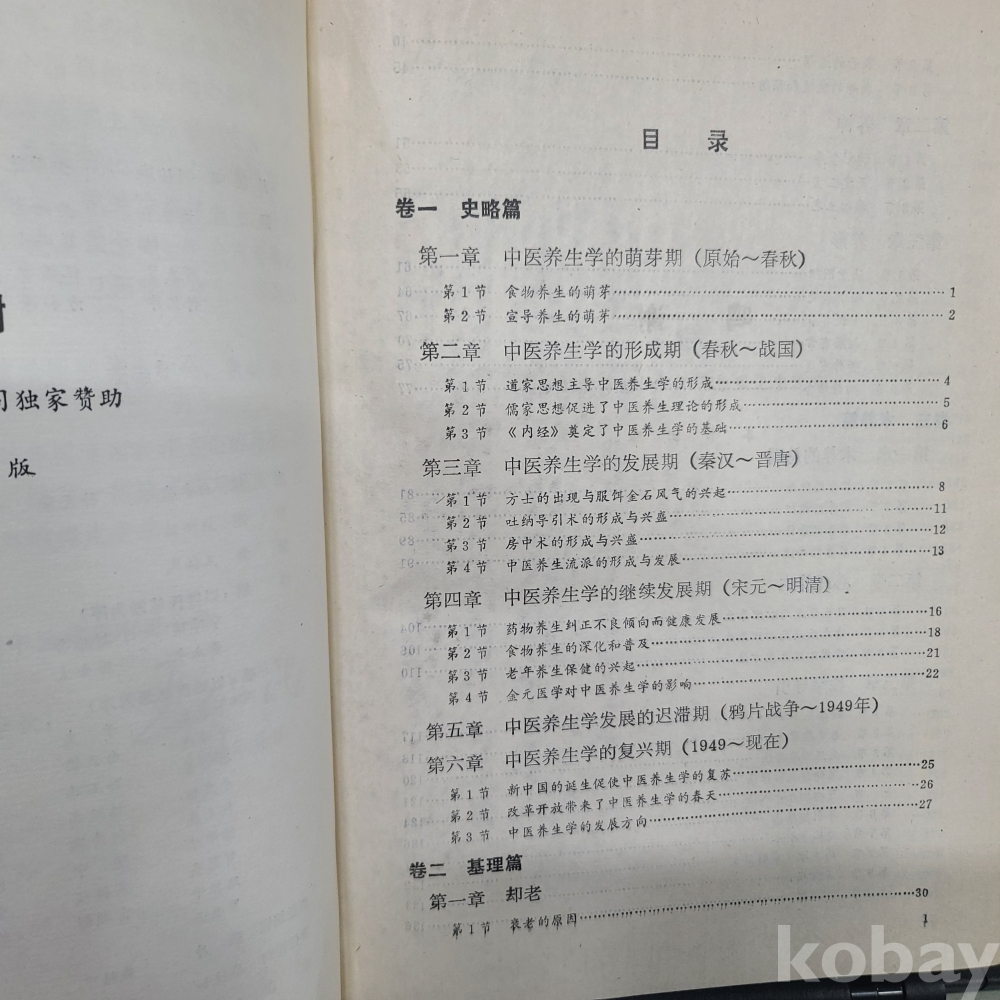 独家赞助
版
目 录
卷一 史略篇
第一章 中医养生学的萌芽期(原始～春秋)
第1节 食物养生的萌芽……1
第2节 宣导养生的萌芽……2
第二章 中医养生学的形成期(春秋～战国)
第1节 道家思想主导中医养生学的形成……4
第2节 儒家思想促进了中医养生理论的形成……5
第3节 《内经》奠定了中医养生学的基础……6
第三章 中医养生学的发展期(秦汉～晋唐)
第1节 方士的出现与服饵金石风气的兴起……8
第2节 吐纳导引术的形成与兴盛……11
第3节 房中术的形成与兴盛……12
第4节 中医养生流派的形成与发展……13
第四章 中医养生学的继续发展期(宋元～明清)
第1节 药物养生纠正不良倾向而健康发展……16
第2节 食物养生的深化和普及……18
第3节 老年养生保健的兴起……21
第4节 金元医学对中医养生学的影响……22
第五章 中医养生学发展的迟滞期(鸦片战争～1949年)
第六章 中医养生学的复兴期(1949～现在)
第1节 新中国的诞生促使中医养生学的复苏……25
第2节 改革开放带来了中医养生学的春天……26
第3节 中医养生学的发展方向……27
卷二 基理篇
第一章 却老
第1节 衰老的原因……30
1
kobay